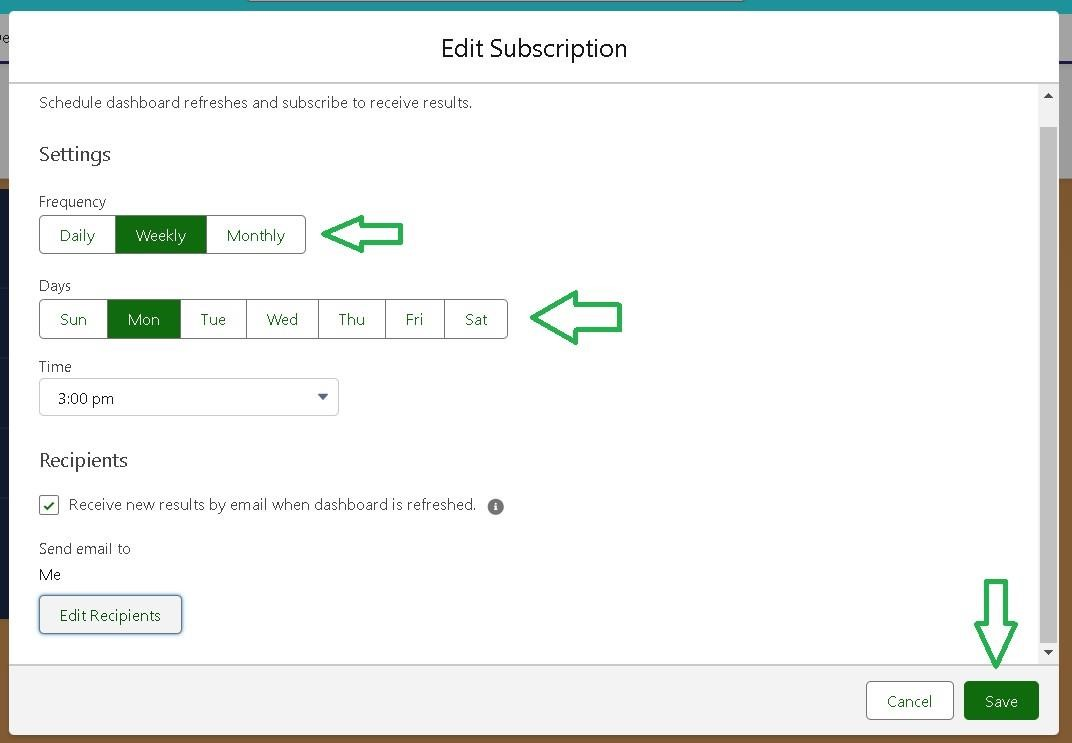 Edit Subscription
Schedule dashboard refreshes and subscribe to receive results.
Settings
Frequency
Daily Weekly Monthly
Days
Sun Mon Tue Wed Thu Fri Sat
Time
3:00 pm
Recipients
Receive new results by email when dashboard is refreshed.
Send email to
Me
Edit Recipients
Cancel Save